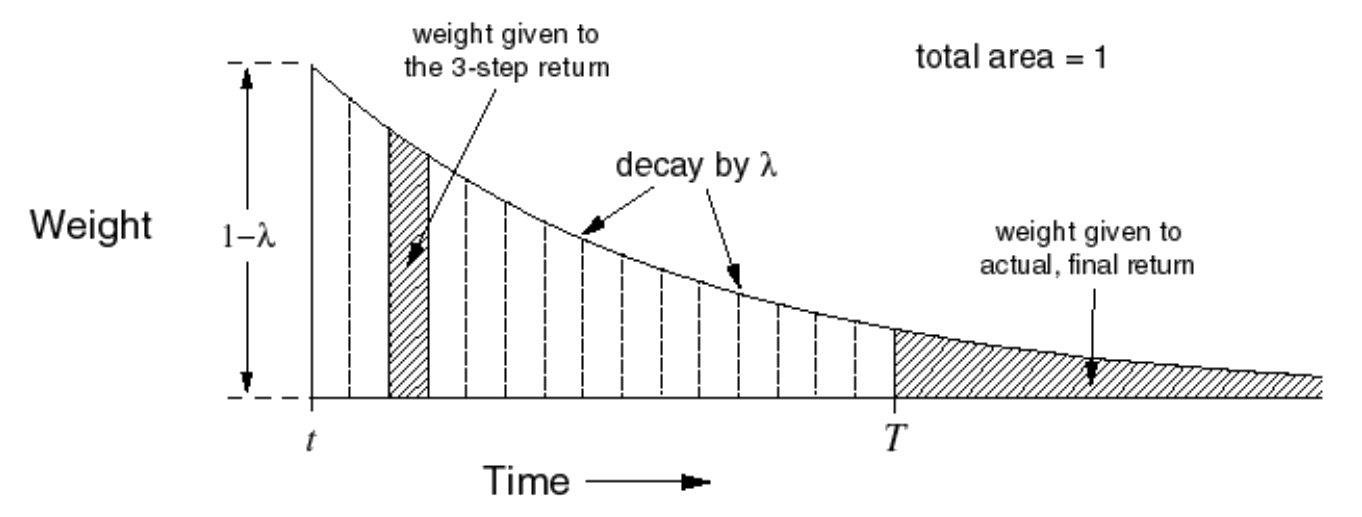 weight given to
the 3-step return
total area = 1
decay by λ
Weight
1−λ
weight given to
actual, final return
t
T
Time